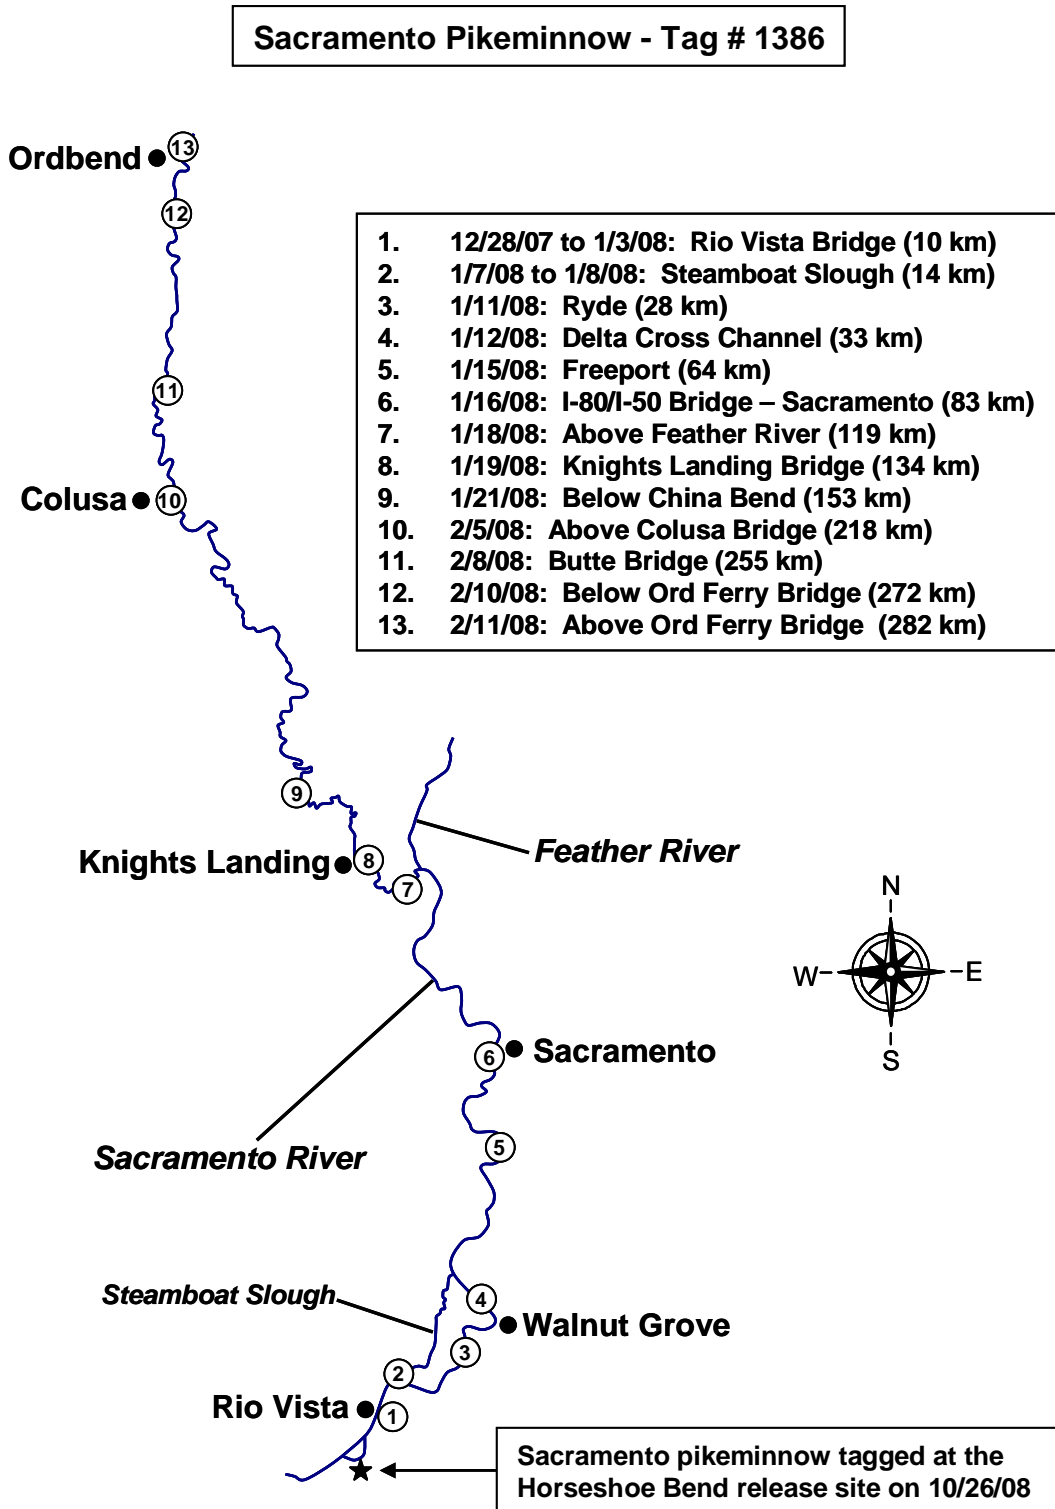 Sacramento Pikeminnow - Tag # 1386
Ordbend
13
12
1. 12/28/07 to 1/3/08: Rio Vista Bridge (10 km)
2. 1/7/08 to 1/8/08: Steamboat Slough (14 km)
3. 1/11/08: Ryde (28 km)
4. 1/12/08: Delta Cross Channel (33 km)
5. 1/15/08: Freeport (64 km)
6. 1/16/08: I-80/I-50 Bridge – Sacramento (83 km)
7. 1/18/08: Above Feather River (119 km)
8. 1/19/08: Knights Landing Bridge (134 km)
9. 1/21/08: Below China Bend (153 km)
10. 2/5/08: Above Colusa Bridge (218 km)
11. 2/8/08: Butte Bridge (255 km)
12. 2/10/08: Below Ord Ferry Bridge (272 km)
13. 2/11/08: Above Ord Ferry Bridge (282 km)
11
Colusa
10
9
Feather River
Knights Landing
8
7
N
W
E
S
Sacramento
6
5
Sacramento River
Steamboat Slough
4
Walnut Grove
3
2
Rio Vista
1
Sacramento pikeminnow tagged at the
Horseshoe Bend release site on 10/26/08